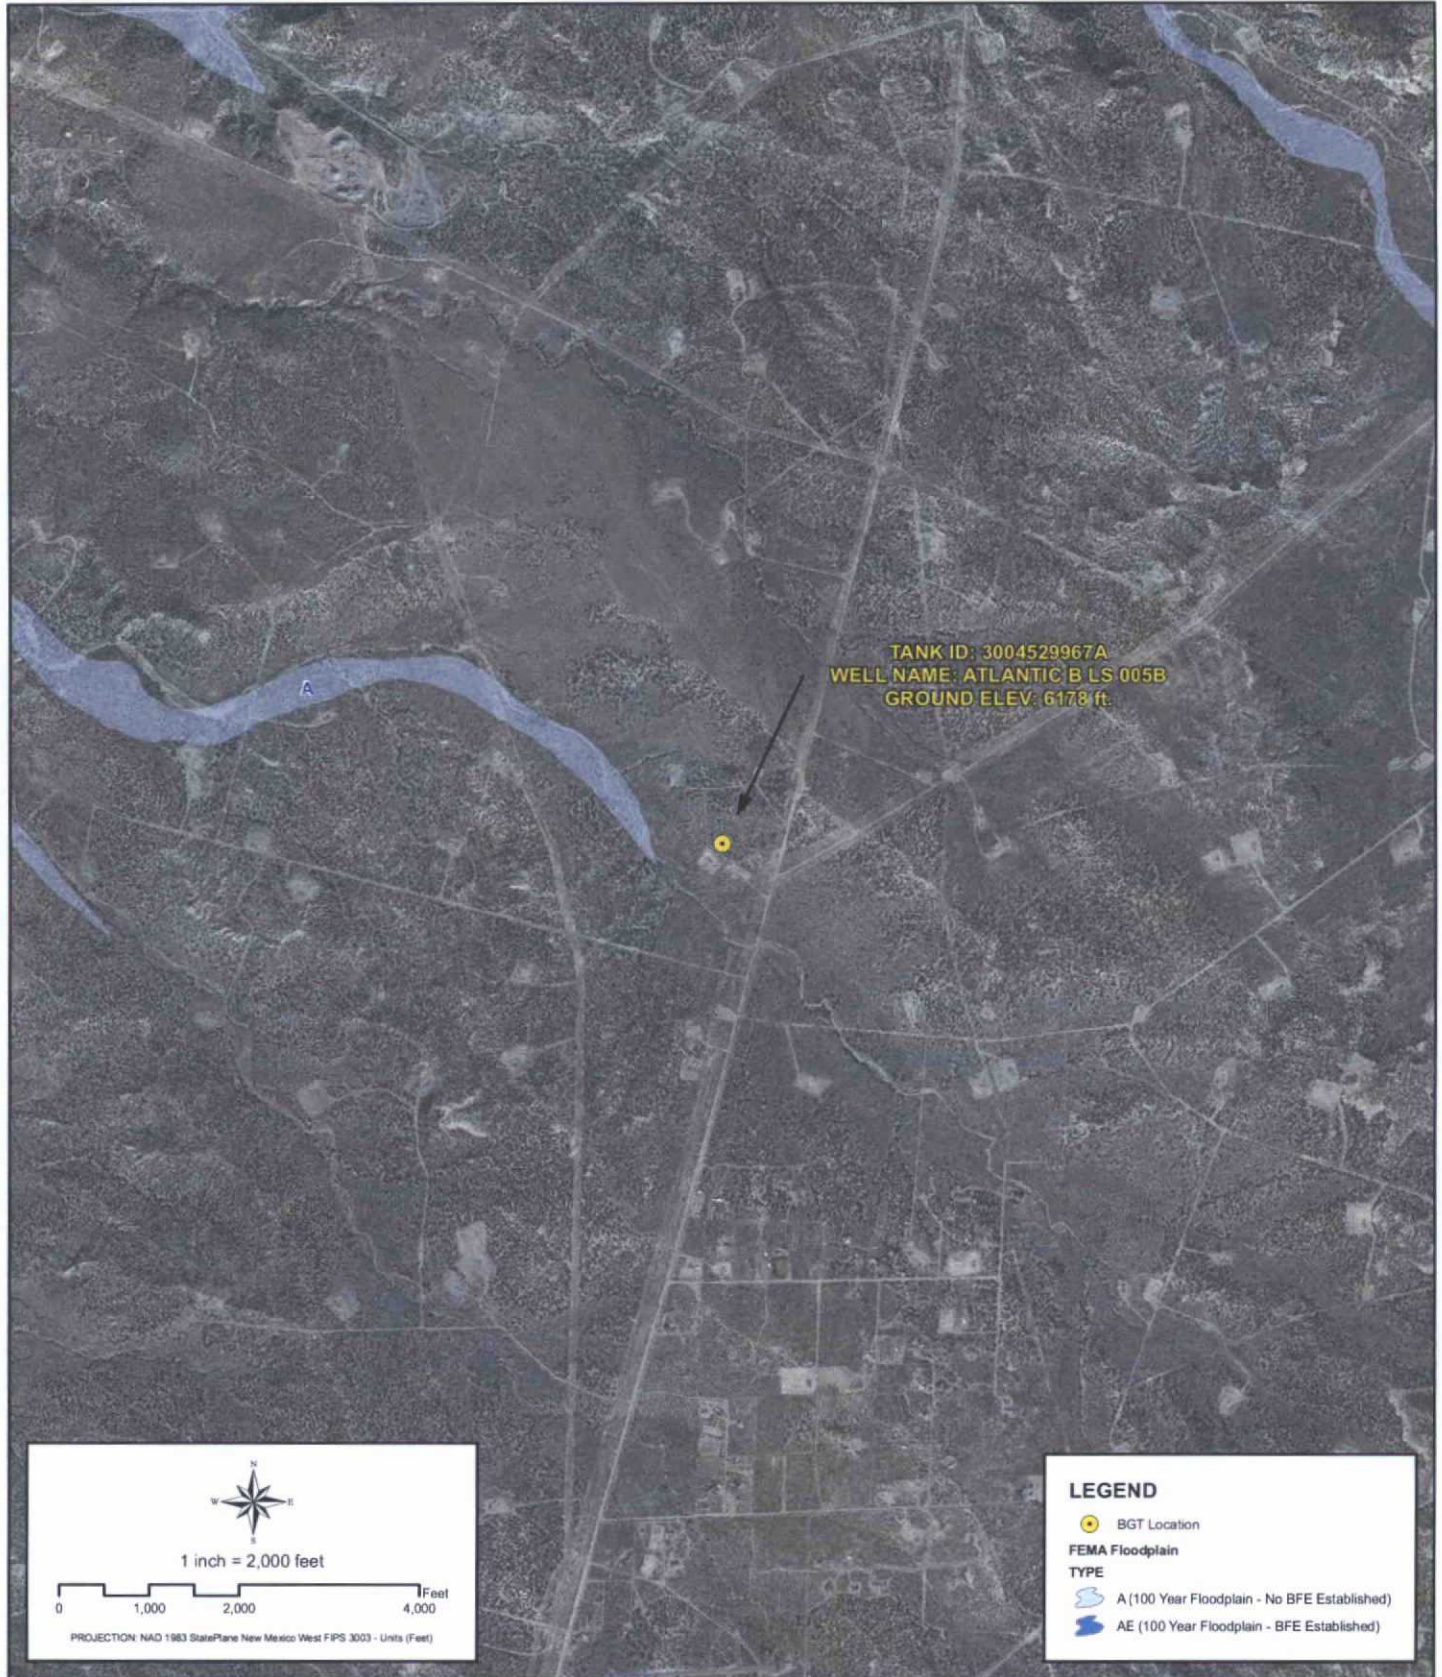 TANK ID: 3004529967A
WELL NAME: ATLANTIC B LS 005B
GROUND ELEV: 6178 ft.
A
N
W E
S
1 inch = 2,000 feet
Feet
0 1,000 2,000 4,000
PROJECTION: NAD 1983 StatePlane New Mexico West FIPS 3003 - Units (Feet)
LEGEND
BGT Location
FEMA Floodplain
TYPE
A (100 Year Floodplain - No BFE Established)
AE (100 Year Floodplain - BFE Established)